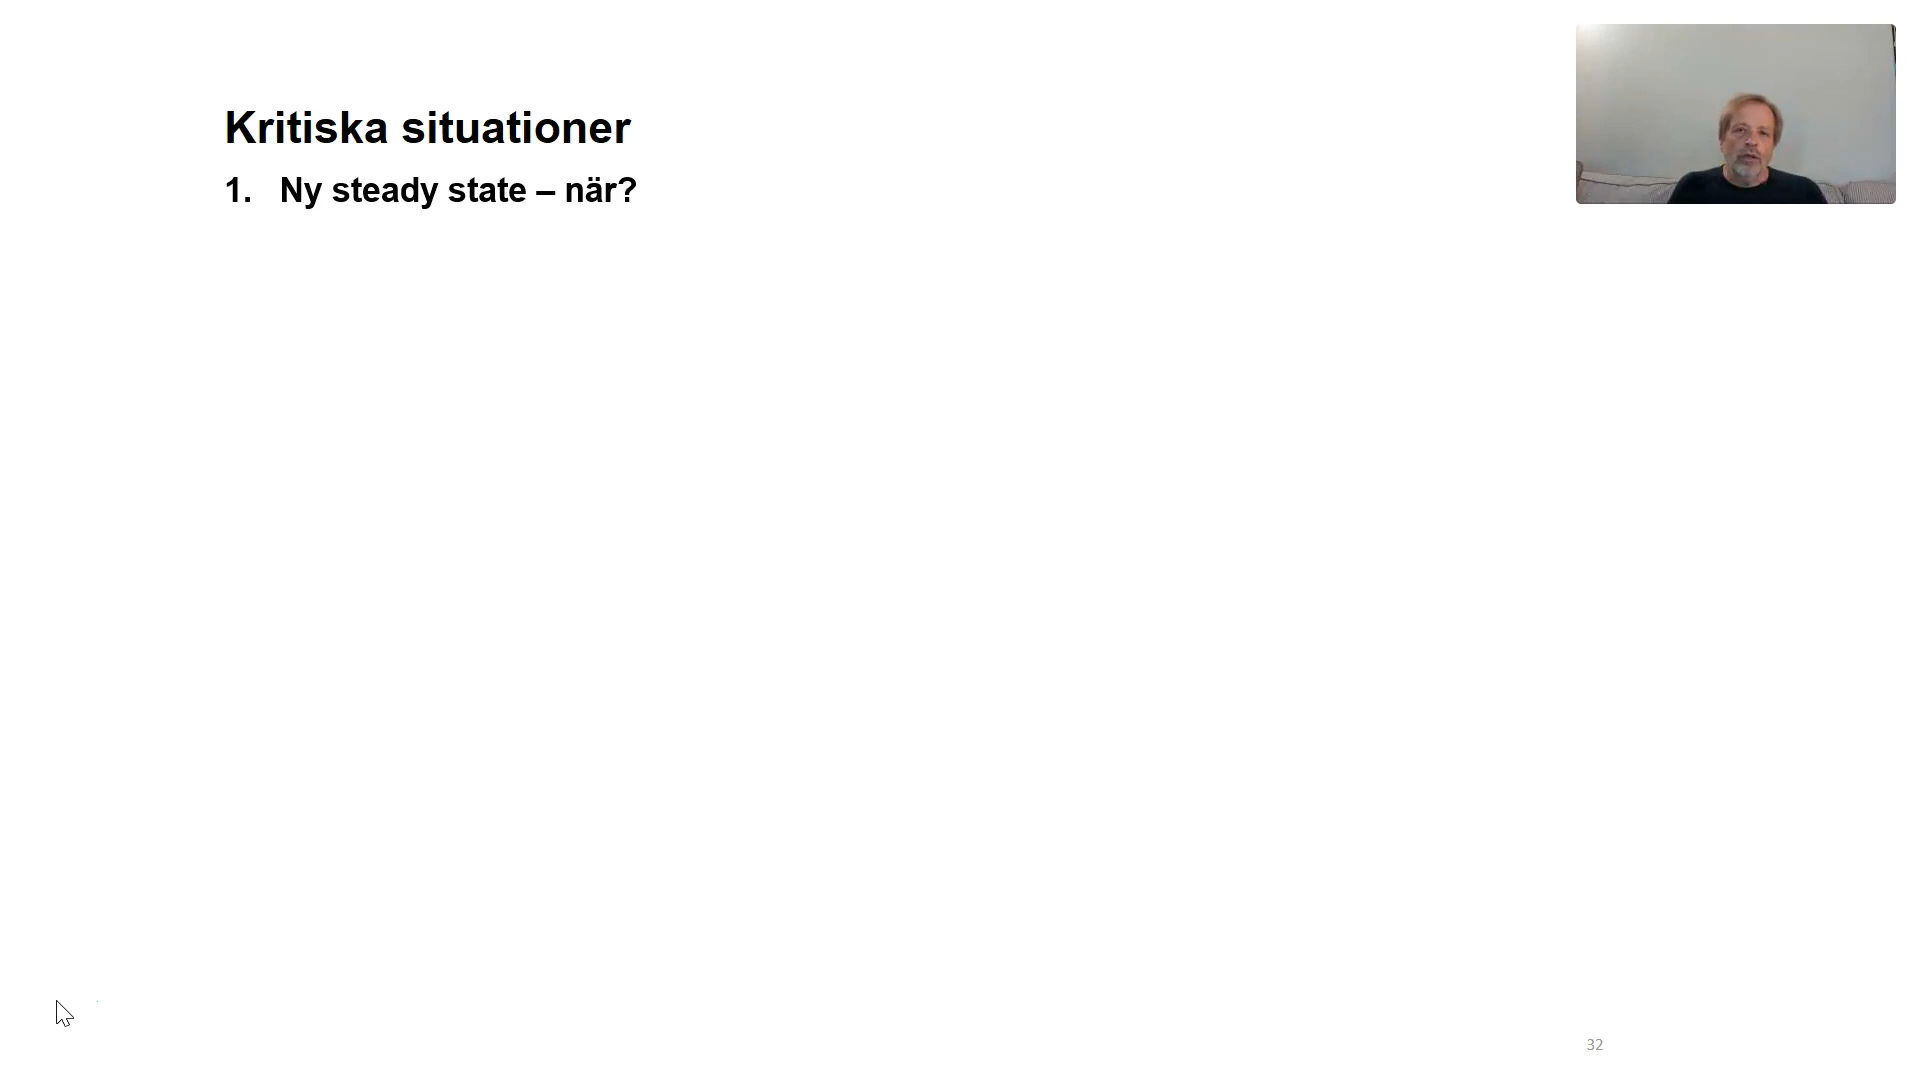 Kritiska situationer
1. Ny steady state – när?
32